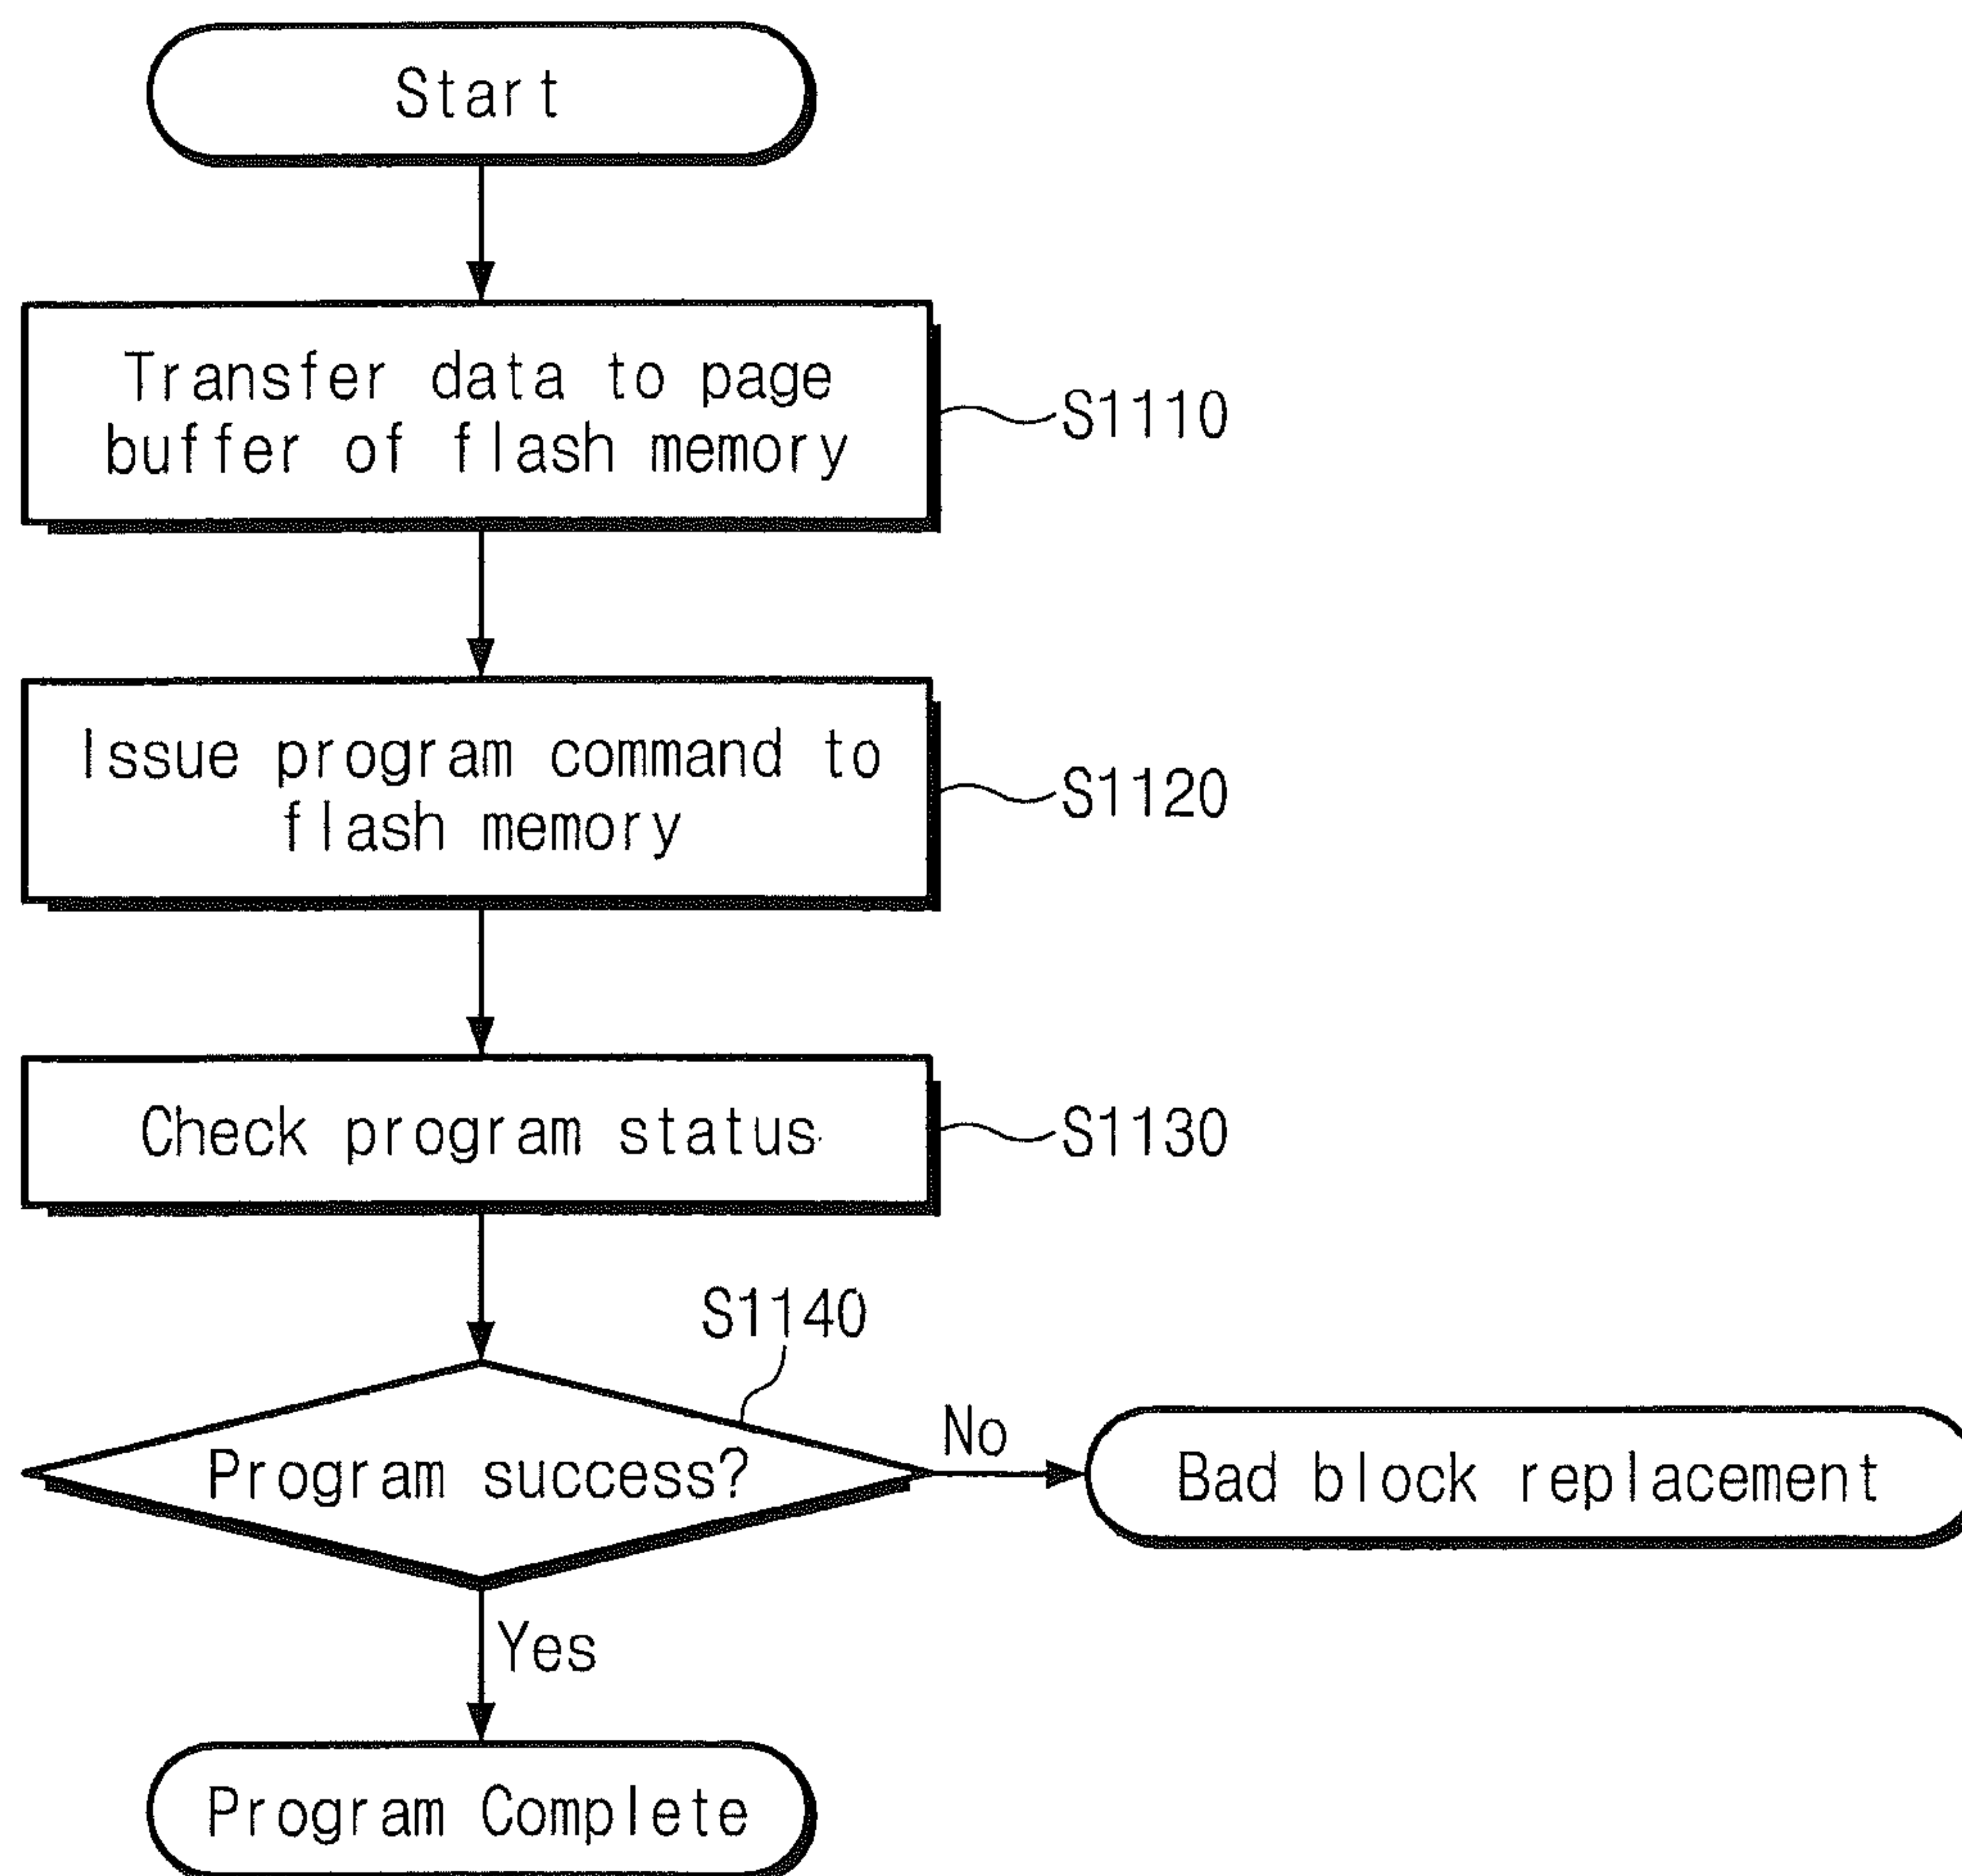 Start
Transfer data to page
buffer of flash memory
S1110
Issue program command to
flash memory
S1120
Check program status
S1130
S1140
Program success?
No
Bad block replacement
Yes
Program Complete